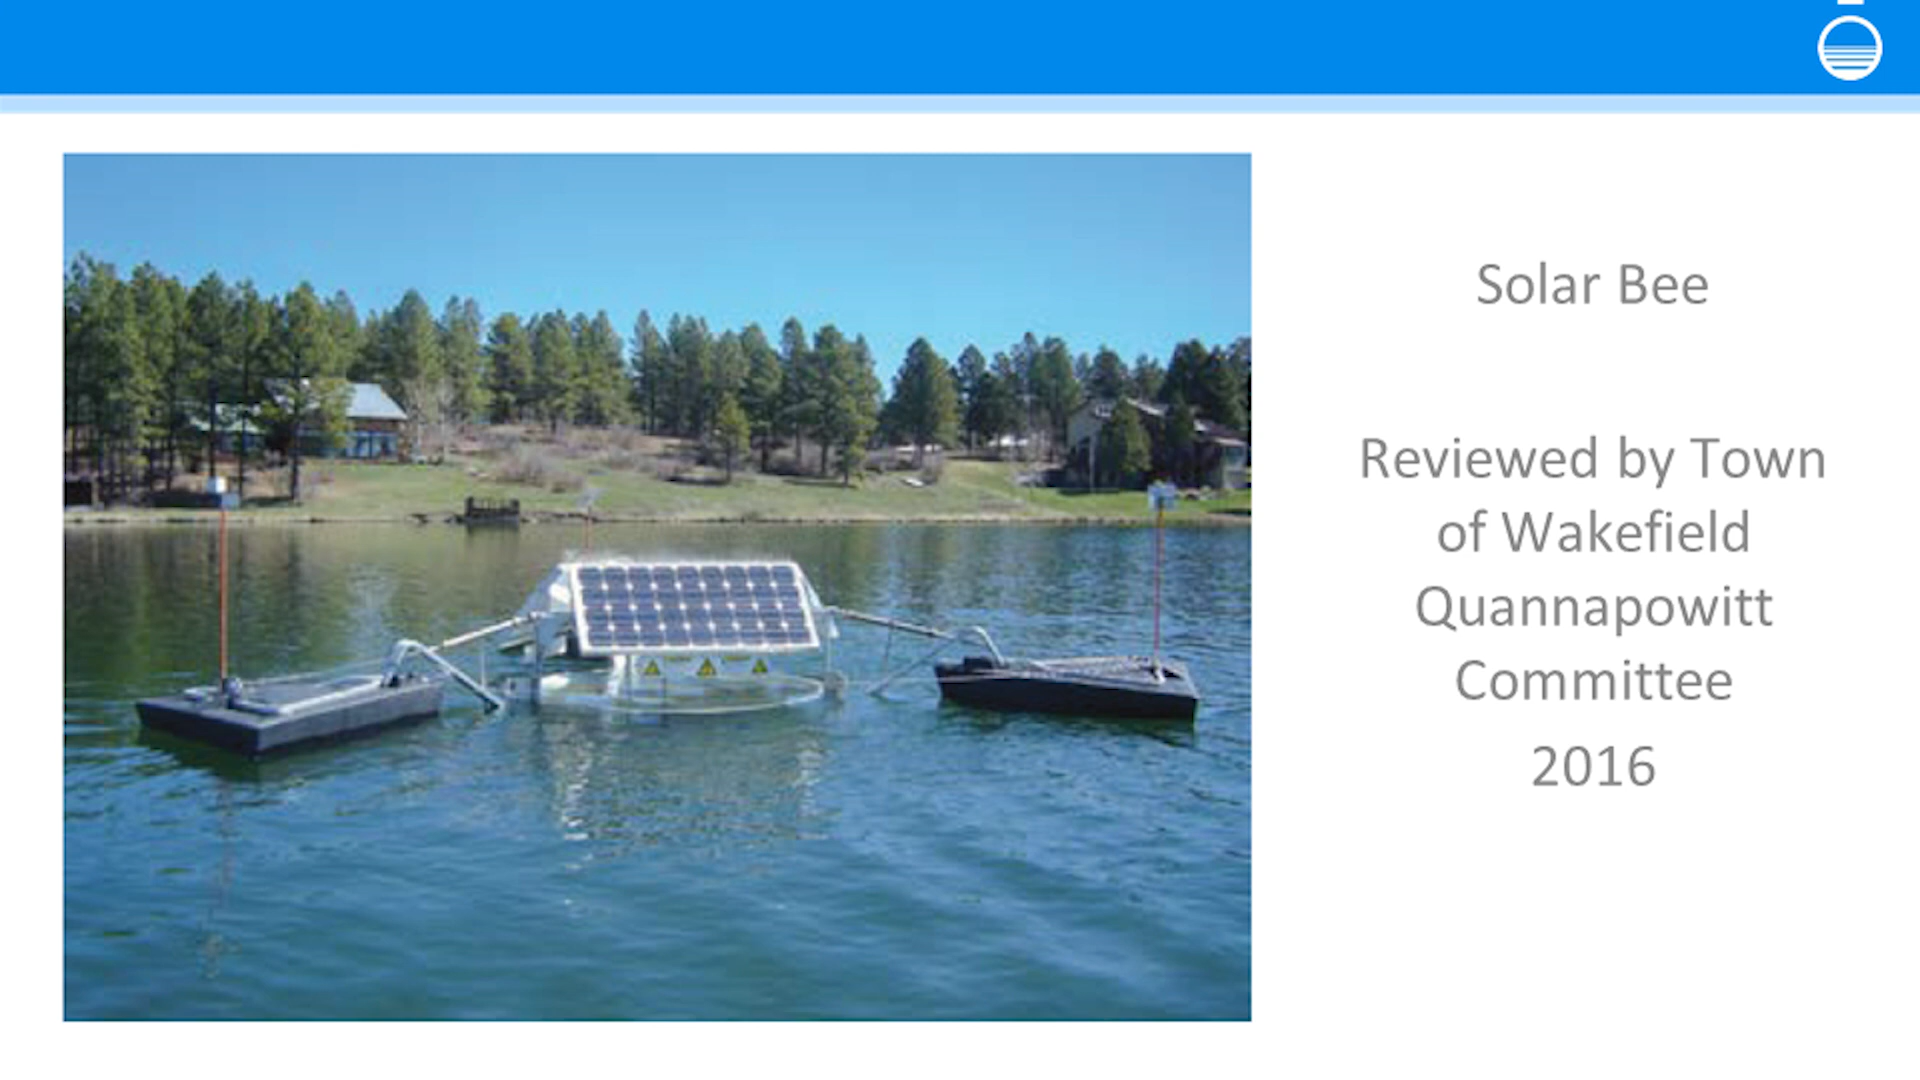 Solar Bee
Reviewed by Town
of Wakefield
Quannapowitt
Committee
2016